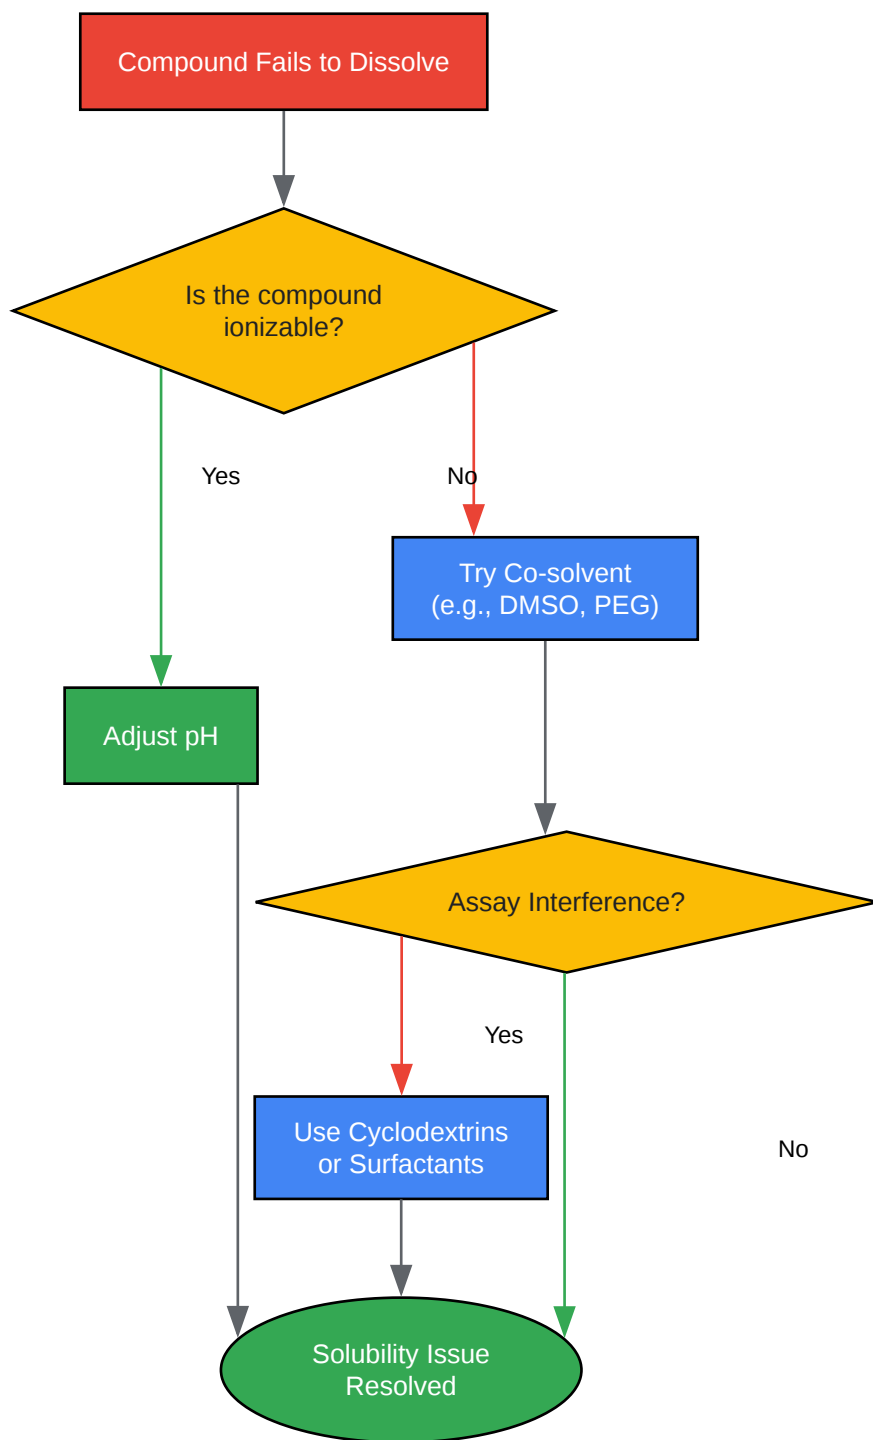 Compound Fails to Dissolve
Is the compound
ionizable?
Yes
No
Try Co-solvent
(e.g., DMSO, PEG)
Adjust pH
Assay Interference?
Yes
Use Cyclodextrins
or Surfactants
No
Solubility Issue
Resolved